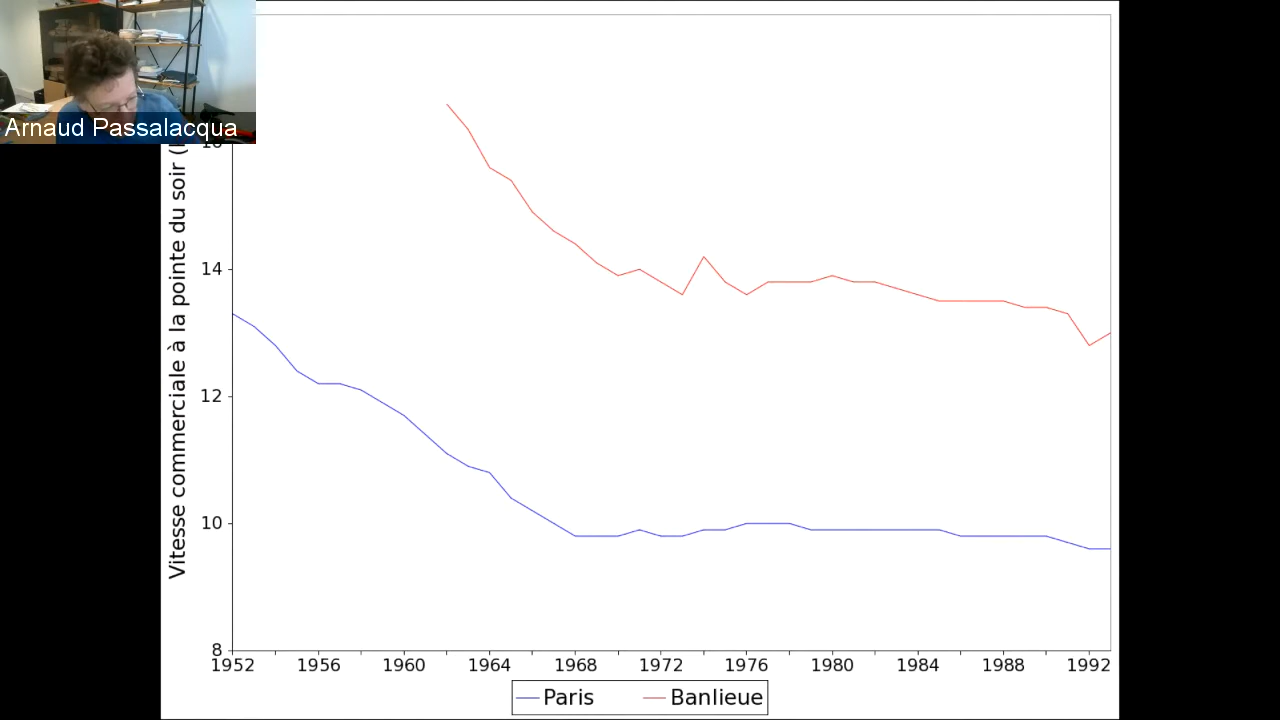 Arnaud Passalacqua
Vitesse commerciale à la pointe du soir
16
14
12
10
8
1952 1956 1960 1964 1968 1972 1976 1980 1984 1988 1992
Paris Banlieue